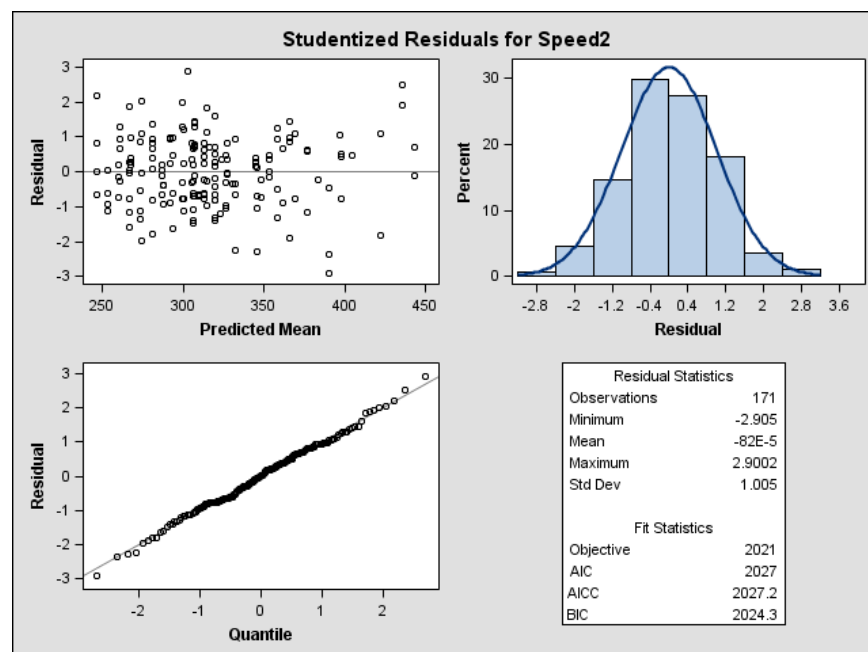 Studentized Residuals for Speed2
3
2
1
0
-1
-2
-3
Residual
250 300 350 400 450
Predicted Mean
30
20
10
0
Percent
-2.8 -2 -1.2 -0.4 0.4 1.2 2 2.8 3.6
Residual
3
2
1
0
-1
-2
-3
Residual
-2 -1 0 1 2
Quantile
Residual Statistics
Observations 171
Minimum -2.905
Mean -82E-5
Maximum 2.9002
Std Dev 1.005
Fit Statistics
Objective 2021
AIC 2027
AICC 2027.2
BIC 2024.3